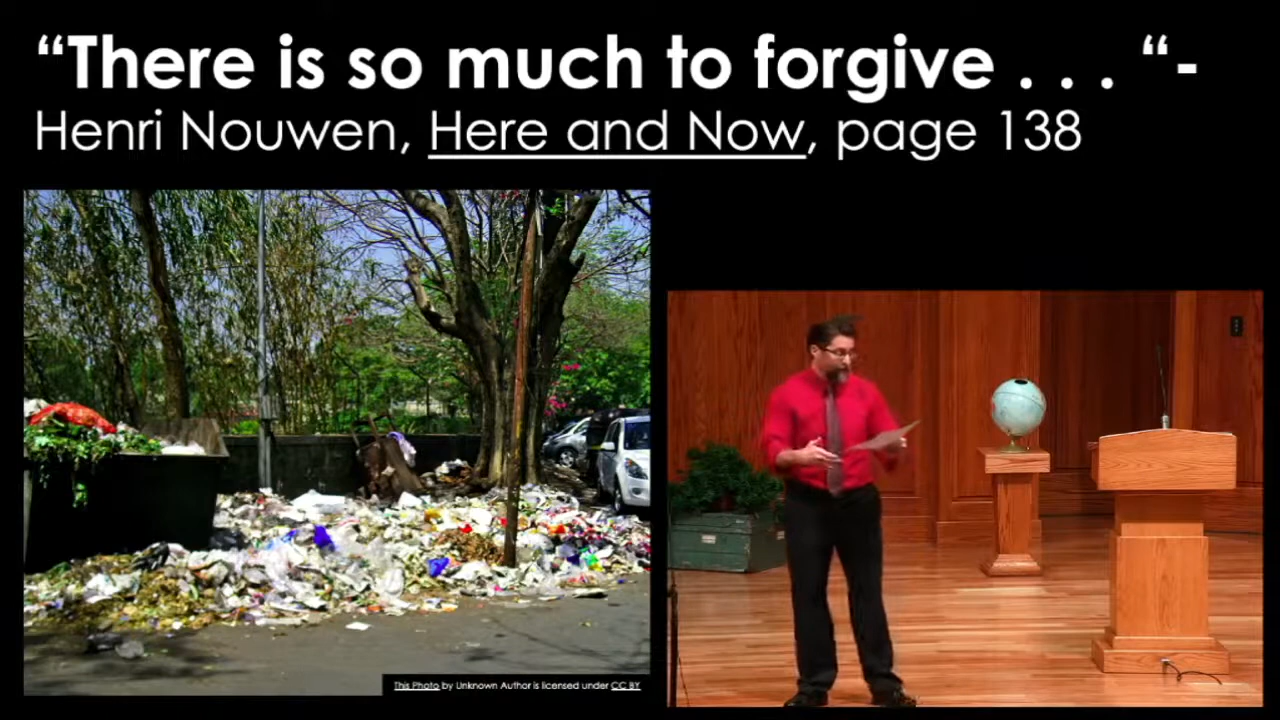 “There is so much to forgive . . . “-
Henri Nouwen, Here and Now, page 138
This Photo by Unknown Author is licensed under CC BY